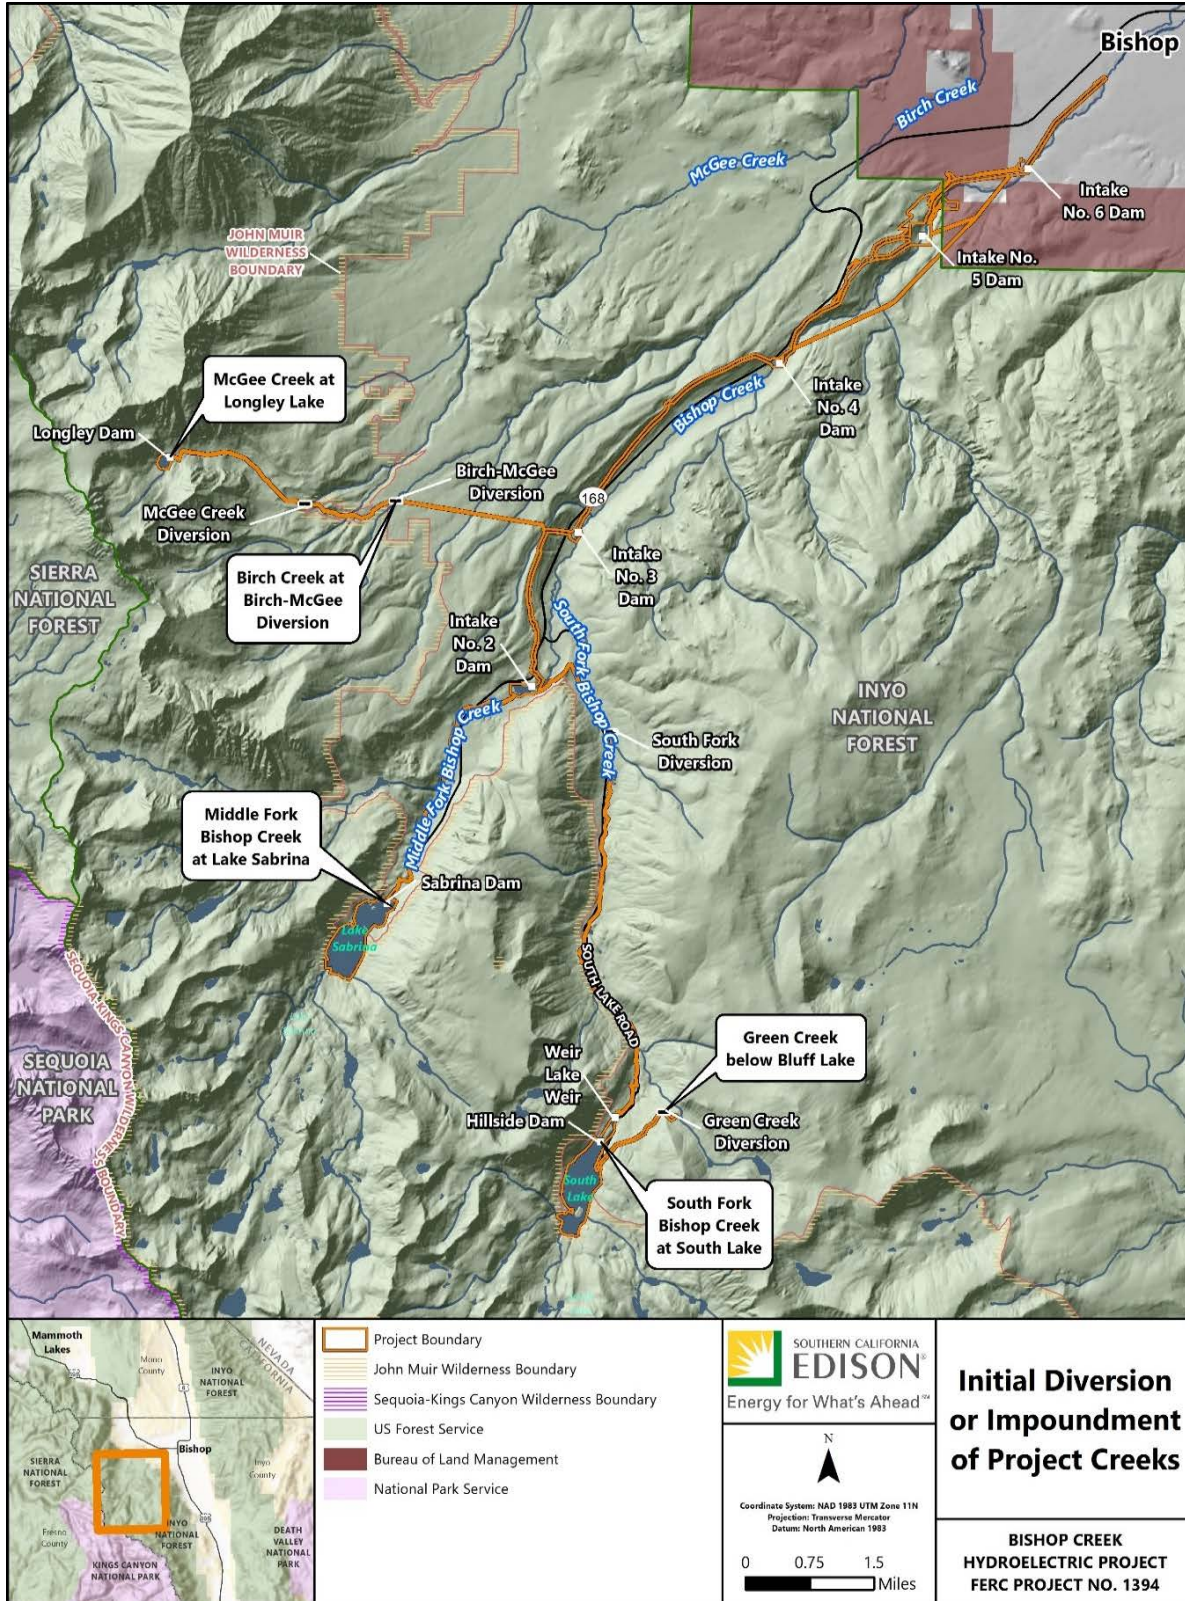 Bishop
Birch Creek
McGee Creek
Intake
No. 6 Dam
JOHN MUIR
WILDERNESS
BOUNDARY
Intake No.
5 Dam
McGee Creek at
Longley Lake
Intake
No. 4
Dam
Bishop Creek
Longley Dam
Birch-McGee
Diversion
168
McGee Creek
Diversion
Intake
No. 3
Dam
SIERRA
NATIONAL
FOREST
Birch Creek at
Birch-McGee
Diversion
Intake
No. 2
Dam
South Fork Bishop Creek
INYO
NATIONAL
FOREST
Middle Fork Bishop Creek
South Fork
Diversion
Middle Fork
Bishop Creek
at Lake Sabrina
Sabrina Dam
Lake
Sabrina
SEQUOIA-KINGS CANYON WILDERNESS BOUNDARY
SOUTH LAKE ROAD
SEQUOIA
NATIONAL
PARK
Green Creek
below Bluff Lake
Weir
Lake
Weir
Hillside Dam
Green Creek
Diversion
South
Lake
South Fork
Bishop Creek
at South Lake
Mammoth
Lakes
Mono
County
NEVADA
CALIFORNIA
INYO
NATIONAL
FOREST
6
Bishop
SIERRA
NATIONAL
FOREST
Inyo
County
395
INYO
NATIONAL
FOREST
Fresno
County
DEATH
VALLEY
NATIONAL
PARK
KINGS CANYON
NATIONAL PARK
Project Boundary
John Muir Wilderness Boundary
Sequoia-Kings Canyon Wilderness Boundary
US Forest Service
Bureau of Land Management
National Park Service
SOUTHERN CALIFORNIA
EDISON®
Energy for What's Ahead℠
N
Coordinate System: NAD 1983 UTM Zone 11N
Projection: Transverse Mercator
Datum: North American 1983
0 0.75 1.5
Miles
Initial Diversion
or Impoundment
of Project Creeks
BISHOP CREEK
HYDROELECTRIC PROJECT
FERC PROJECT NO. 1394